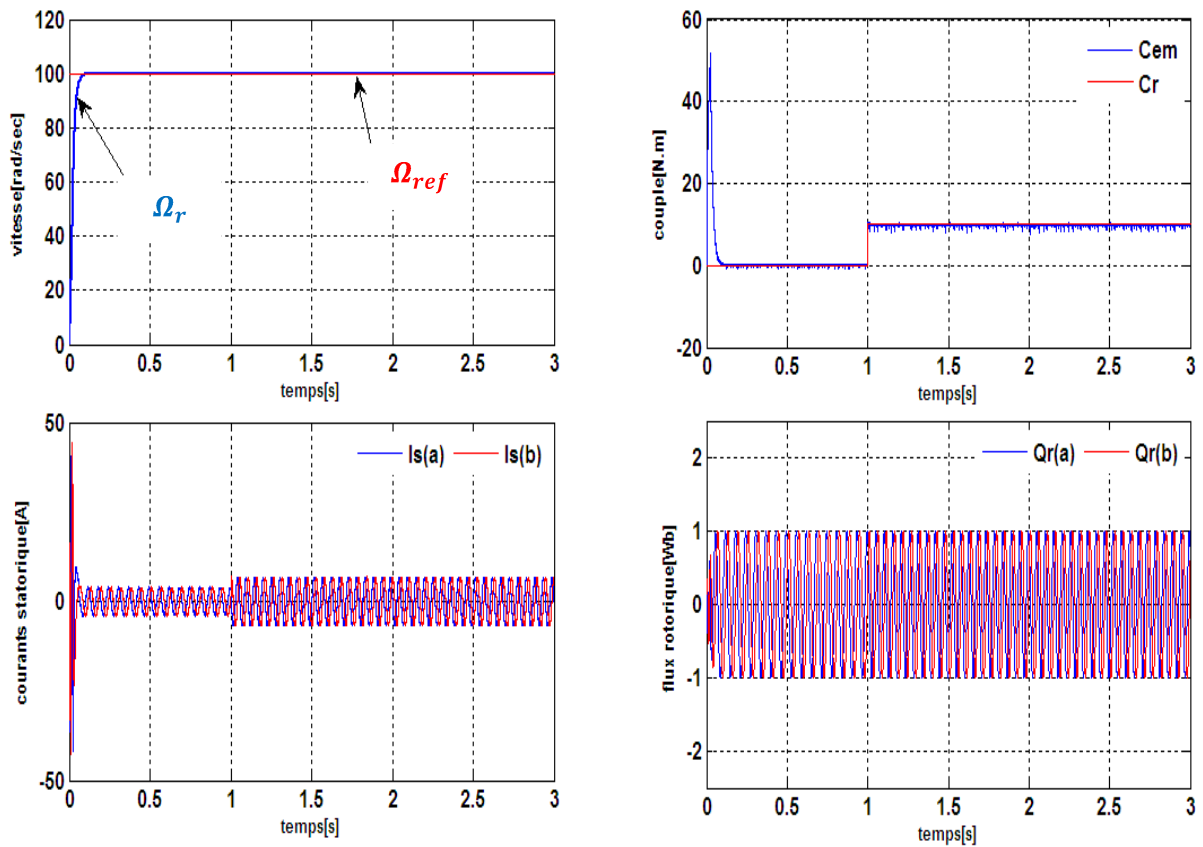 120
100
80
60
40
20
0
vitesse[rad/sec]
Ωr
Ωref
0 0.5 1 1.5 2 2.5 3
temps[s]
60
40
20
0
-20
couple[N.m]
Cem
Cr
0 0.5 1 1.5 2 2.5 3
temps[s]
50
0
-50
courants statorique[A]
Is(a) Is(b)
0 0.5 1 1.5 2 2.5 3
temps[s]
2
1
0
-1
-2
flux rotorique[Wb]
Qr(a) Qr(b)
0 0.5 1 1.5 2 2.5 3
temps[s]